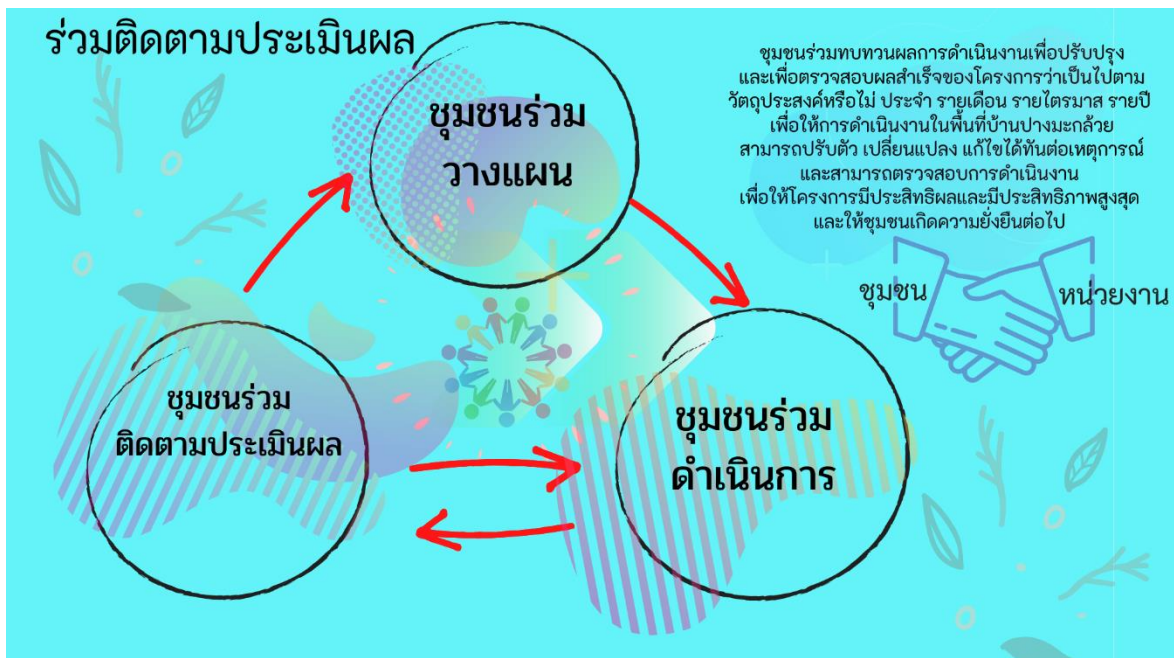 ร่วมติดตามประเมินผล
ชุมชนร่วม
วางแผน
ชุมชนร่วมทบทวนผลการดำเนินงานเพื่อปรับปรุง
และเพื่อตรวจสอบผลสำเร็จของโครงการว่าเป็นไปตาม
วัตถุประสงค์หรือไม่ ประจำ รายเดือน รายไตรมาส รายปี
เพื่อให้การดำเนินงานในพื้นที่บ้านปางมะกล้วย
สามารถปรับตัว เปลี่ยนแปลง แก้ไขได้ทันต่อเหตุการณ์
และสามารถตรวจสอบการดำเนินงาน
เพื่อให้โครงการมีประสิทธิผลและมีประสิทธิภาพสูงสุด
และให้ชุมชนเกิดความยั่งยืนต่อไป
ชุมชน
หน่วยงาน
ชุมชนร่วม
ติดตามประเมินผล
ชุมชนร่วม
ดำเนินการ